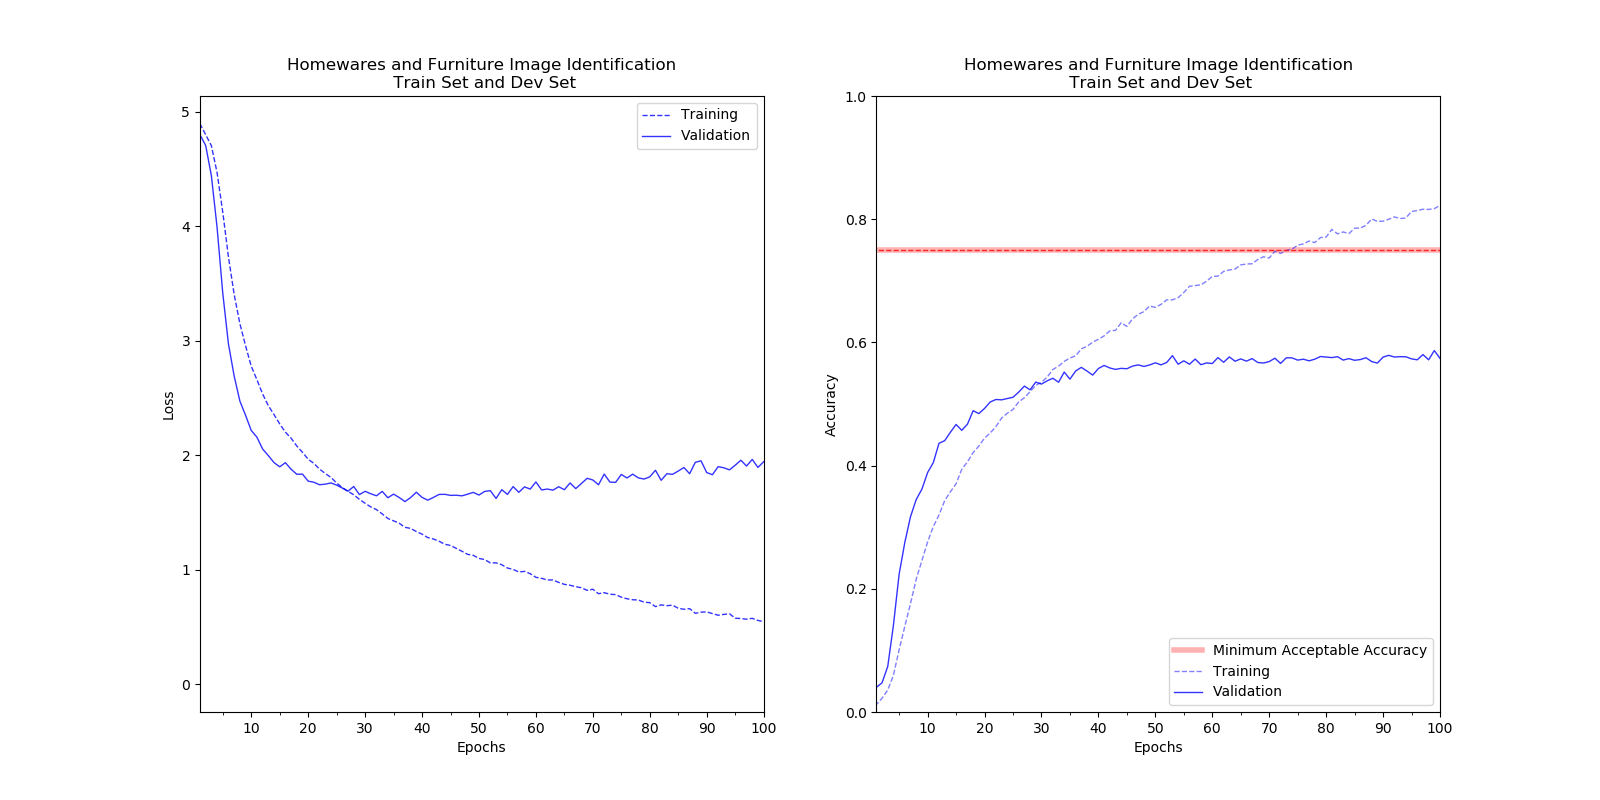 Homewares and Furniture Image Identification
Train Set and Dev Set
5
4
3
2
1
0
Loss
Training
Validation
10 20 30 40 50 60 70 80 90 100
Epochs
Homewares and Furniture Image Identification
Train Set and Dev Set
1.0
0.8
0.6
0.4
0.2
0.0
Accuracy
Minimum Acceptable Accuracy
Training
Validation
10 20 30 40 50 60 70 80 90 100
Epochs